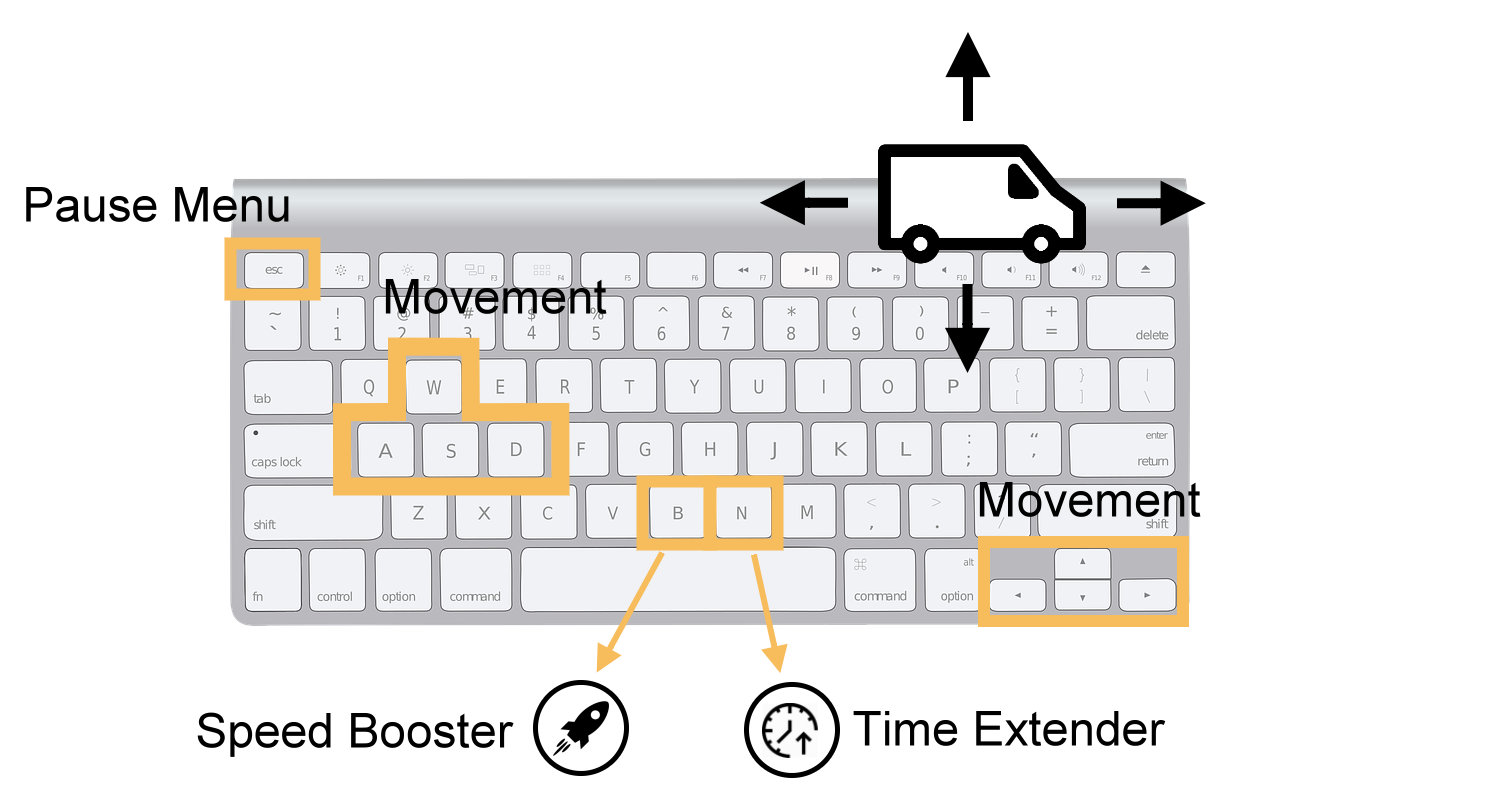 Pause Menu
esc F1 F2 F3 F4 F5 F6 F7 F8 F9 F10 F11 F12
Movement
~ ! @ # $ % ^ & * ( ) – +
` 1 2 3 4 5 6 7 8 9 0 = delete
tab Q W E R T Y U I O P { [ } ] | \
caps lock A S D F G H J K L : ; “ ‘ enter return
Movement
shift Z X C V B N M < , > . / shift
fn control option command ⌘ command alt option
Speed Booster
Time Extender